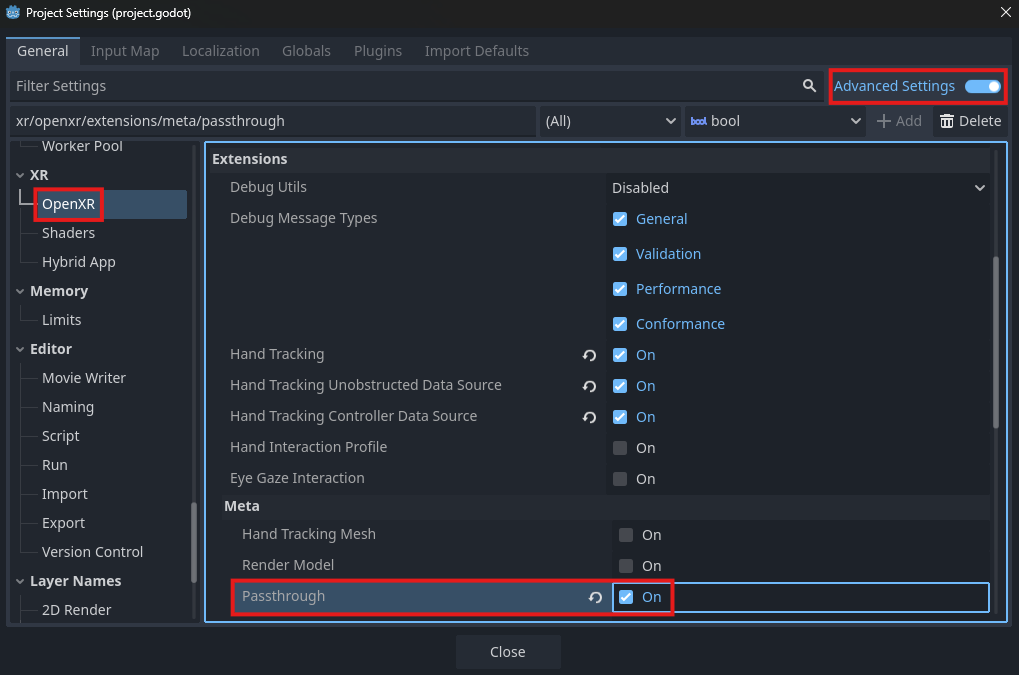 Project Settings (project.godot)
General Input Map Localization Globals Plugins Import Defaults
Filter Settings Advanced Settings
xr/openxr/extensions/meta/passthrough (All) bool bool Add Delete
Worker Pool
XR
OpenXR
Shaders
Hybrid App
Memory
Limits
Editor
Movie Writer
Naming
Script
Run
Import
Export
Version Control
Layer Names
2D Render
Extensions
Debug Utils Disabled
Debug Message Types General
Validation
Performance
Conformance
Hand Tracking On
Hand Tracking Unobstructed Data Source On
Hand Tracking Controller Data Source On
Hand Interaction Profile On
Eye Gaze Interaction On
Meta
Hand Tracking Mesh On
Render Model On
Passthrough On
Close